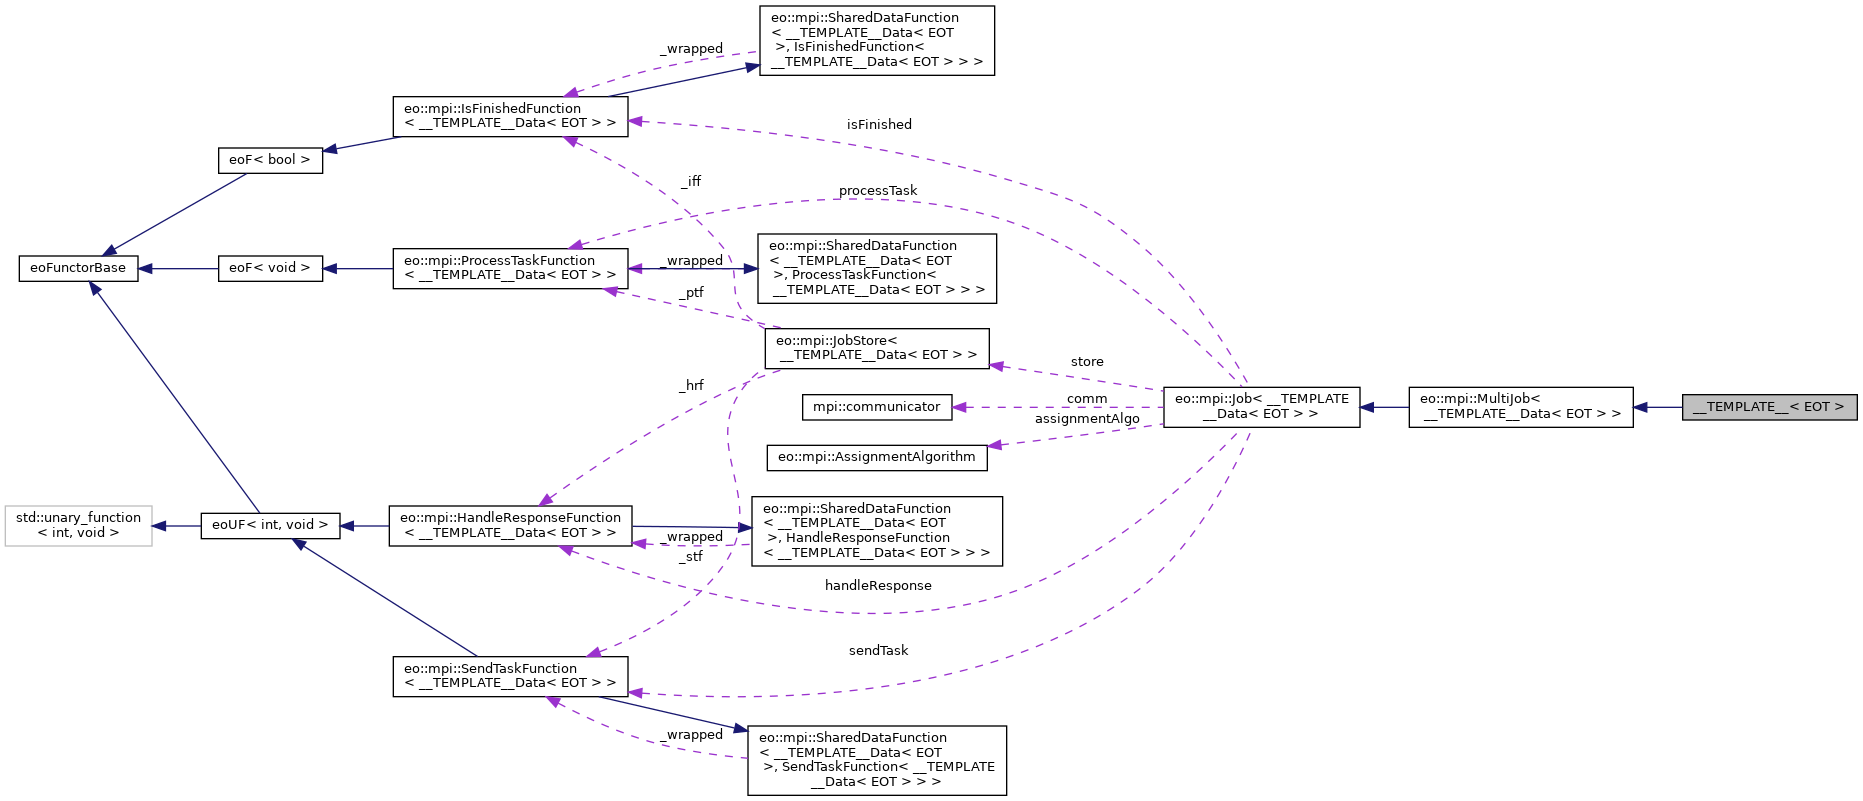 eo::mpi::SharedDataFunction
< __TEMPLATE__Data< EOT
>, IsFinishedFunction<
__TEMPLATE__Data< EOT > > >
_wrapped
eo::mpi::IsFinishedFunction
< __TEMPLATE__Data< EOT > >
isFinished
eoF< bool >
_iff
processTask
eo::mpi::SharedDataFunction
< __TEMPLATE__Data< EOT
>, ProcessTaskFunction<
__TEMPLATE__Data< EOT > > >
eoFunctorBase
eoF< void >
eo::mpi::ProcessTaskFunction
< __TEMPLATE__Data< EOT > >
_wrapped
_ptf
eo::mpi::JobStore<
__TEMPLATE__Data< EOT > >
store
_hrf
mpi::communicator
comm
eo::mpi::Job< __TEMPLATE
__Data< EOT > >
eo::mpi::MultiJob<
__TEMPLATE__Data< EOT > >
__TEMPLATE__< EOT >
assignmentAlgo
eo::mpi::AssignmentAlgorithm
std::unary_function
< int, void >
eoUF< int, void >
eo::mpi::HandleResponseFunction
< __TEMPLATE__Data< EOT > >
eo::mpi::SharedDataFunction
< __TEMPLATE__Data< EOT
>, HandleResponseFunction
< __TEMPLATE__Data< EOT > > >
_wrapped
_stf
handleResponse
sendTask
eo::mpi::SendTaskFunction
< __TEMPLATE__Data< EOT > >
_wrapped
eo::mpi::SharedDataFunction
< __TEMPLATE__Data< EOT
>, SendTaskFunction< __TEMPLATE
__Data< EOT > > >